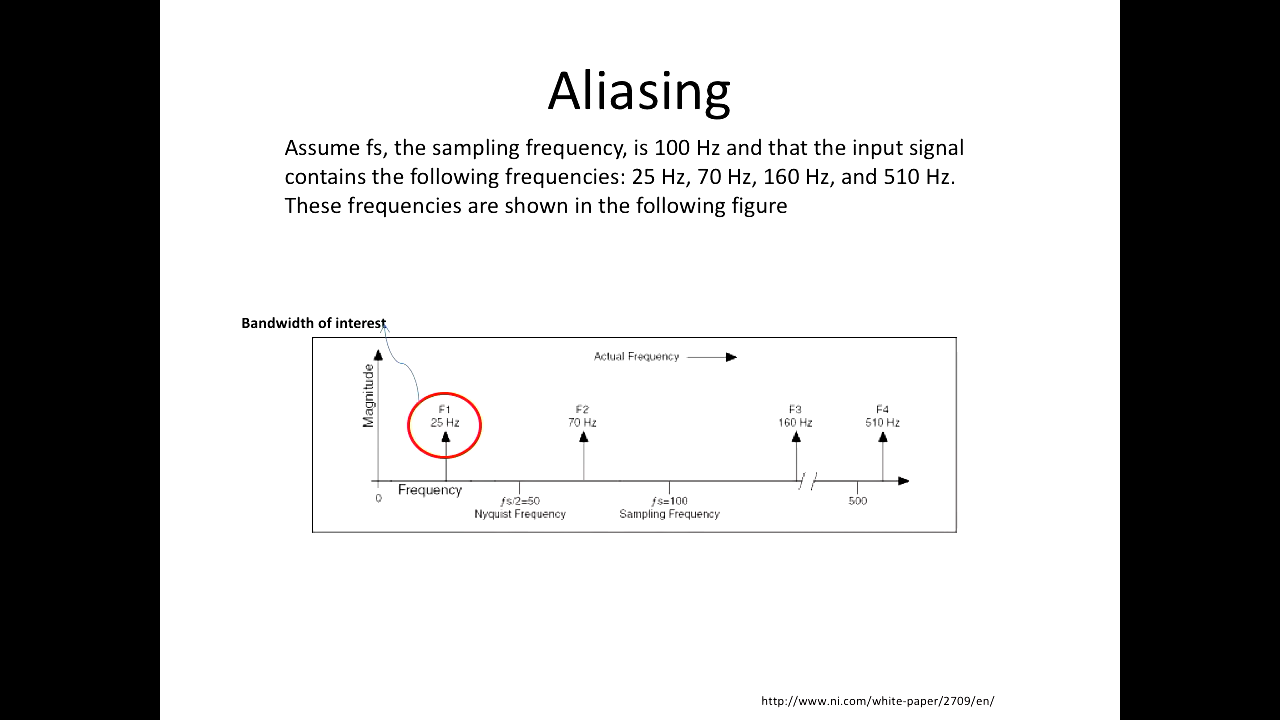 Aliasing
Assume fs, the sampling frequency, is 100 Hz and that the input signal
contains the following frequencies: 25 Hz, 70 Hz, 160 Hz, and 510 Hz.
These frequencies are shown in the following figure
Bandwidth of interest
Actual Frequency
Magnitude
F1
25 Hz
F2
70 Hz
F3
160 Hz
F4
510 Hz
0
Frequency
ƒs/2=50
Nyquist Frequency
ƒs=100
Sampling Frequency
500
http://www.ni.com/white-paper/2709/en/